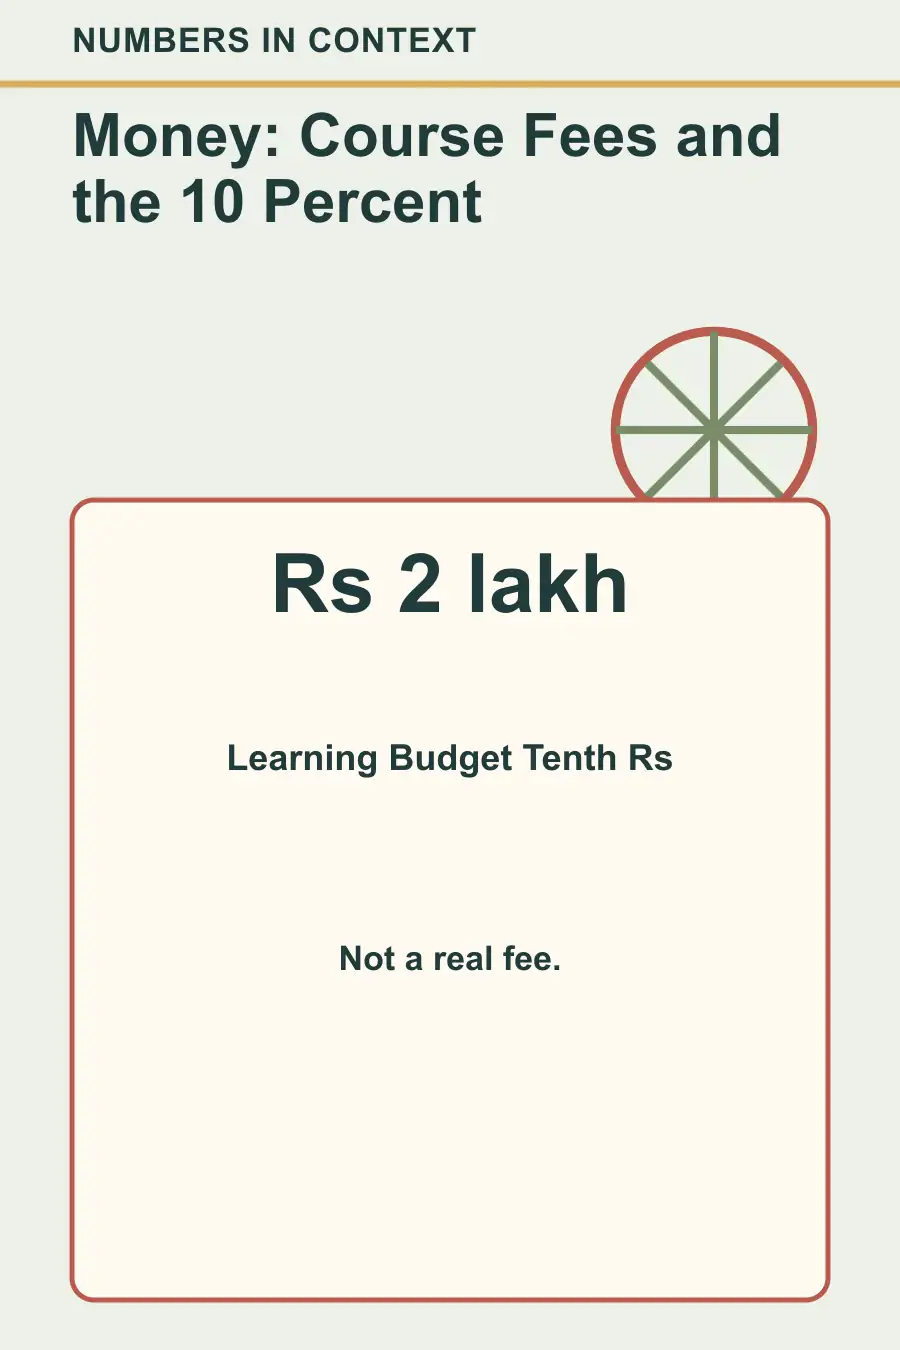 NUMBERS IN CONTEXT
Money: Course Fees and
the 10 Percent
Rs 2 lakh
Learning Budget Tenth Rs
Not a real fee.